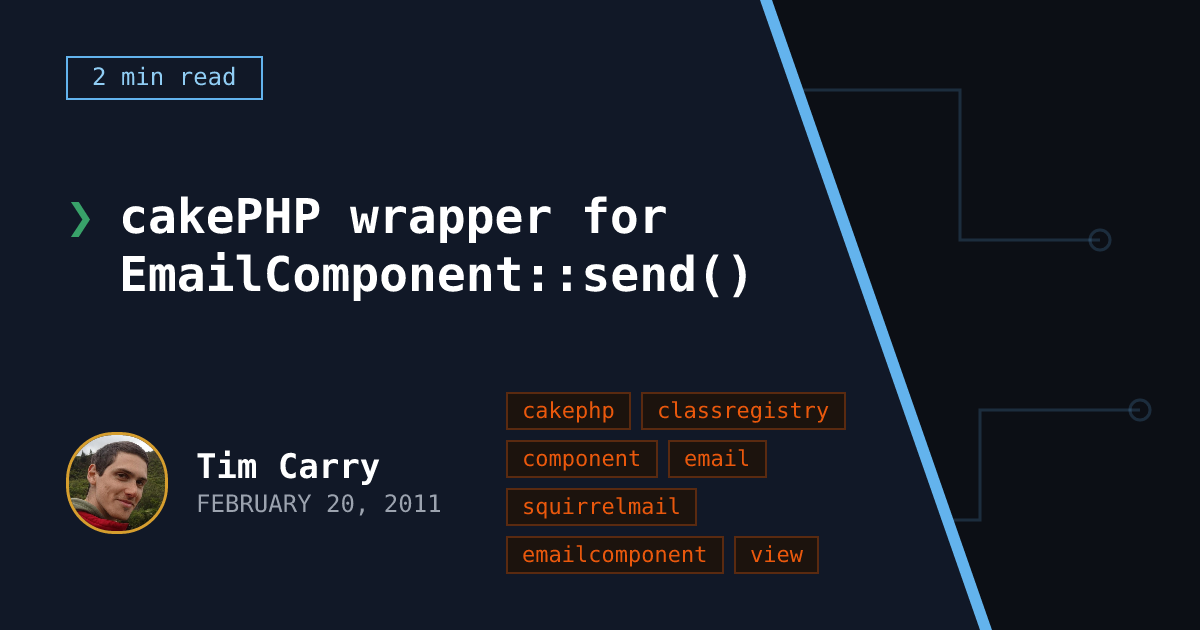 2 min read
❯ cakePHP wrapper for
EmailComponent::send()
Tim Carry
FEBRUARY 20, 2011
cakephp classregistry
component email
squirrelmail
emailcomponent view